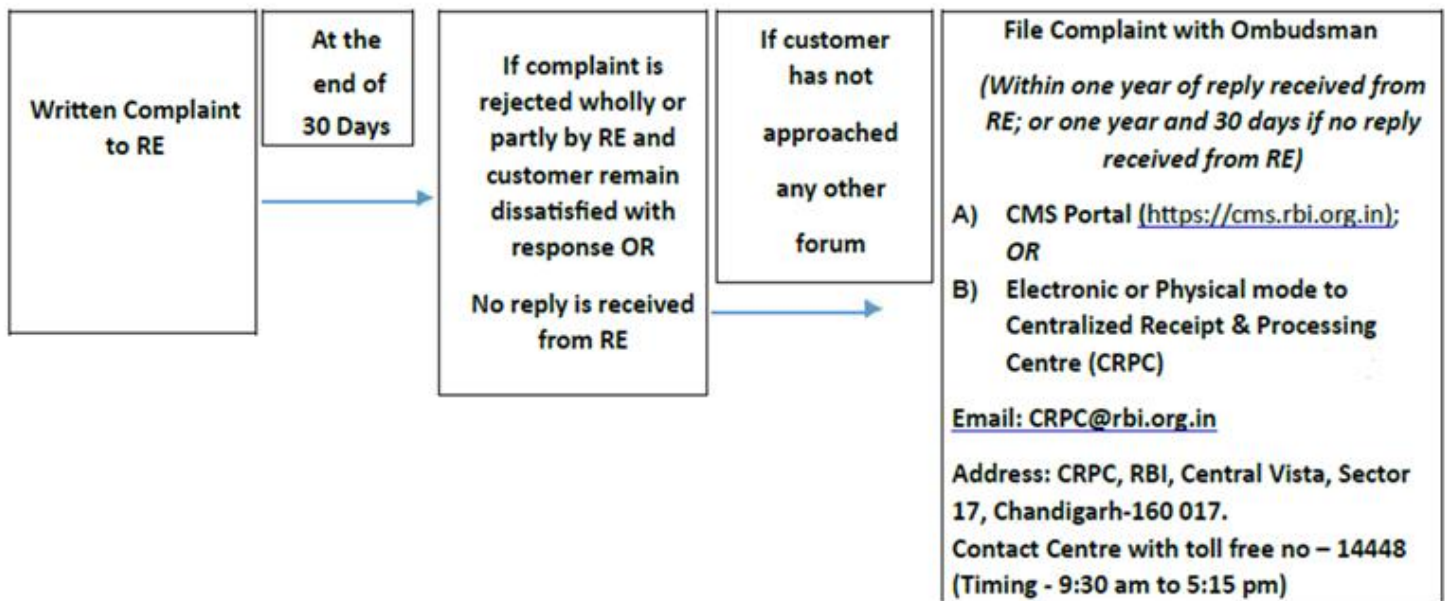 Written Complaint
to RE
At the
end of
30 Days
If complaint is
rejected wholly or
partly by RE and
customer remain
dissatisfied with
response OR
No reply is received
from RE
If customer
has not
approached
any other
forum
File Complaint with Ombudsman
(Within one year of reply received from
RE; or one year and 30 days if no reply
received from RE)
A) CMS Portal (https://cms.rbi.org.in);
OR
B) Electronic or Physical mode to
Centralized Receipt & Processing
Centre (CRPC)
Email: CRPC@rbi.org.in
Address: CRPC, RBI, Central Vista, Sector
17, Chandigarh-160 017.
Contact Centre with toll free no – 14448
(Timing - 9:30 am to 5:15 pm)